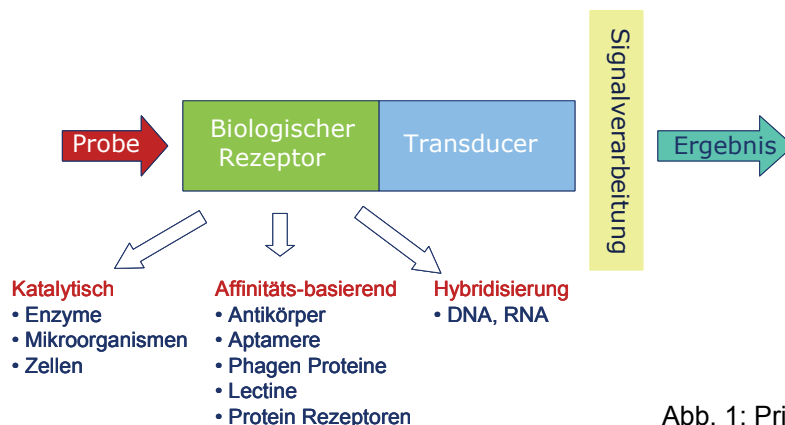 Probe
Biologischer
Rezeptor
Transducer
Signalverarbeitung
Ergebnis
Katalytisch
• Enzyme
• Mikroorganismen
• Zellen
Affinitäts-basierend
• Antikörper
• Aptamere
• Phagen Proteine
• Lectine
• Protein Rezeptoren
Hybridisierung
• DNA, RNA
Abb. 1: Pri